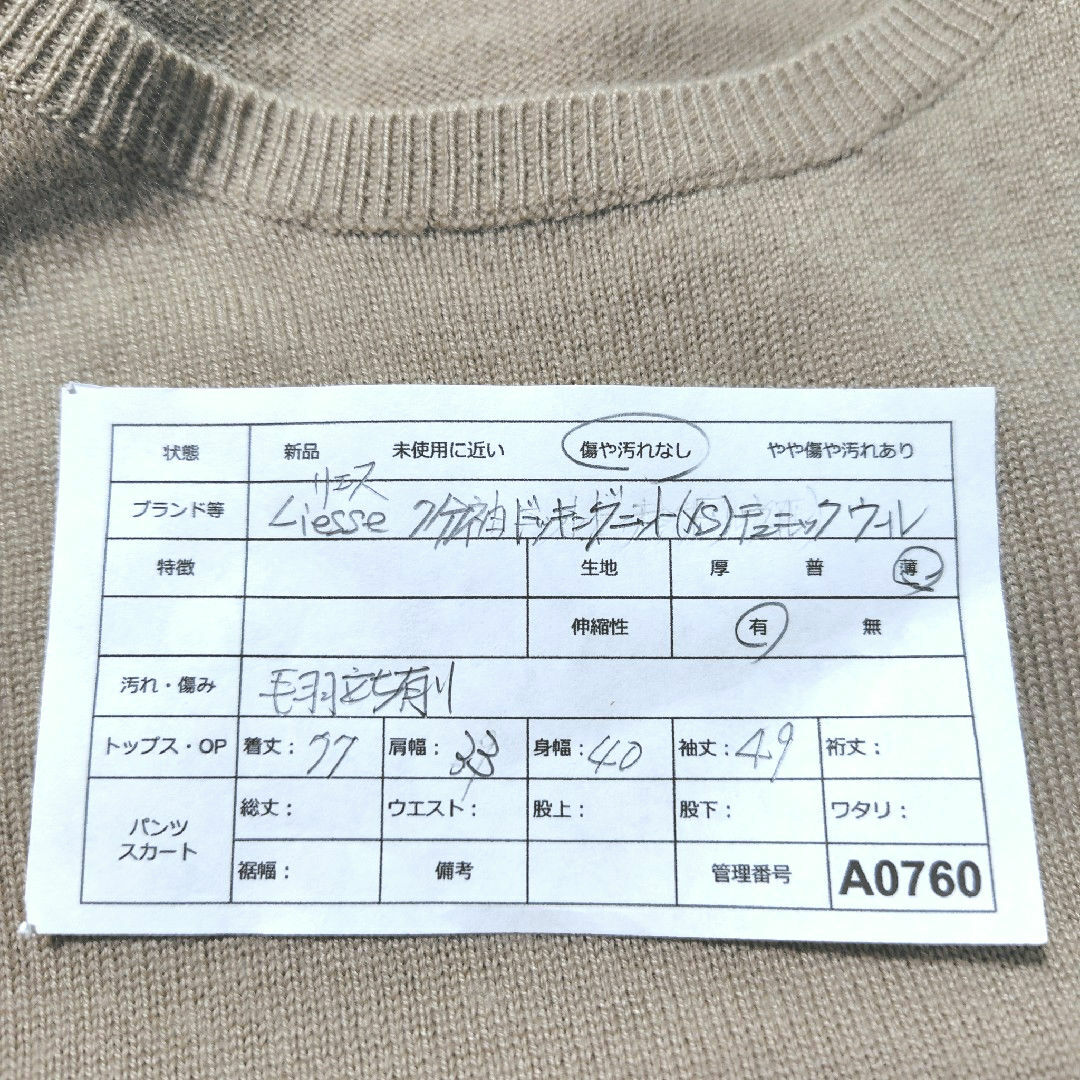 状態 新品 未使用に近い 傷や汚れなし やや傷や汚れあり
リエス
ブランド等 Liesse 7分袖ドッキングニット(XS)チュニックウール
特徴 生地 厚 普 薄
伸縮性 有 無
汚れ・傷み 毛羽立ち有り
トップス・OP 着丈：77 肩幅：33 身幅：40 袖丈：49 裄丈：
パンツ
スカート
総丈： ウエスト： 股上： 股下： ワタリ：
裾幅： 備考 管理番号 A0760